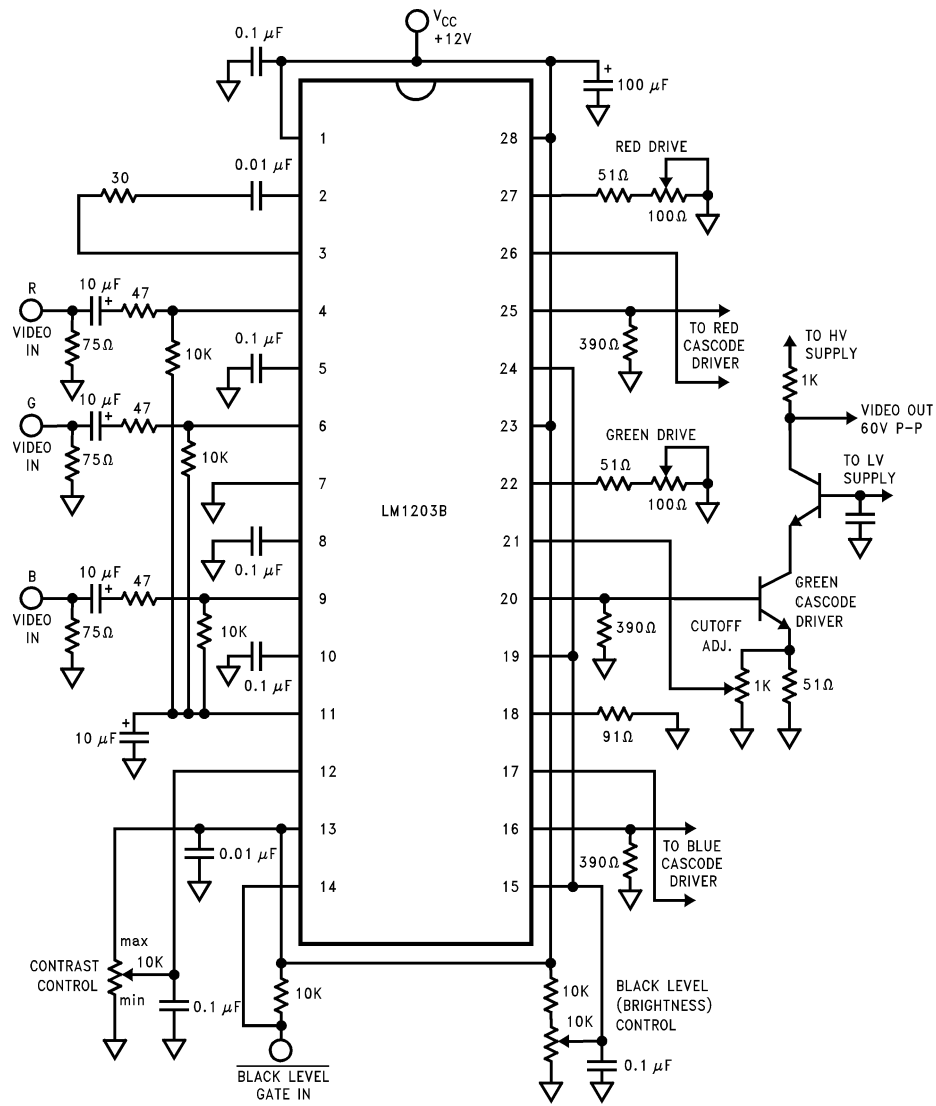 V_CC
+12V
0.1 μF
+
100 μF
1
28
RED DRIVE
0.01 μF
30
51Ω
2
27
100Ω
3
26
R
10 μF
+
47
4
25
VIDEO
IN
75Ω
10K
0.1 μF
390Ω
TO RED
CASCODE
DRIVER
TO HV
SUPPLY
5
24
1K
G
10 μF
+
47
6
23
VIDEO OUT
60V P-P
VIDEO
IN
75Ω
10K
GREEN DRIVE
51Ω
TO LV
SUPPLY
7
22
100Ω
LM1203B
8
21
0.1 μF
B
10 μF
+
47
9
20
GREEN
CASCODE
DRIVER
VIDEO
IN
75Ω
10K
390Ω
CUTOFF
ADJ.
10
19
0.1 μF
1K
51Ω
11
18
+
10 μF
91Ω
12
17
13
16
0.01 μF
390Ω
TO BLUE
CASCODE
DRIVER
14
15
max
CONTRAST
CONTROL
10K
min
0.1 μF
10K
10K
10K
BLACK LEVEL
(BRIGHTNESS)
CONTROL
0.1 μF
BLACK LEVEL
GATE IN